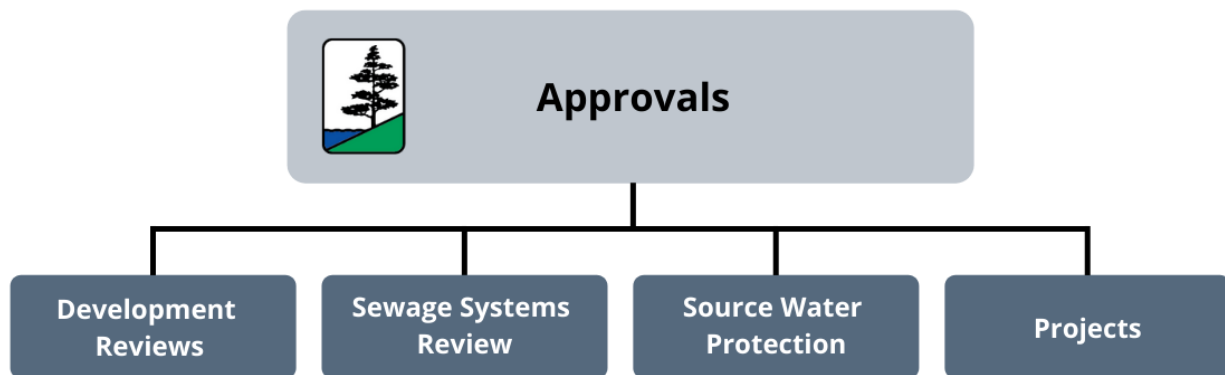 Approvals
Development
Reviews
Sewage Systems
Review
Source Water
Protection
Projects